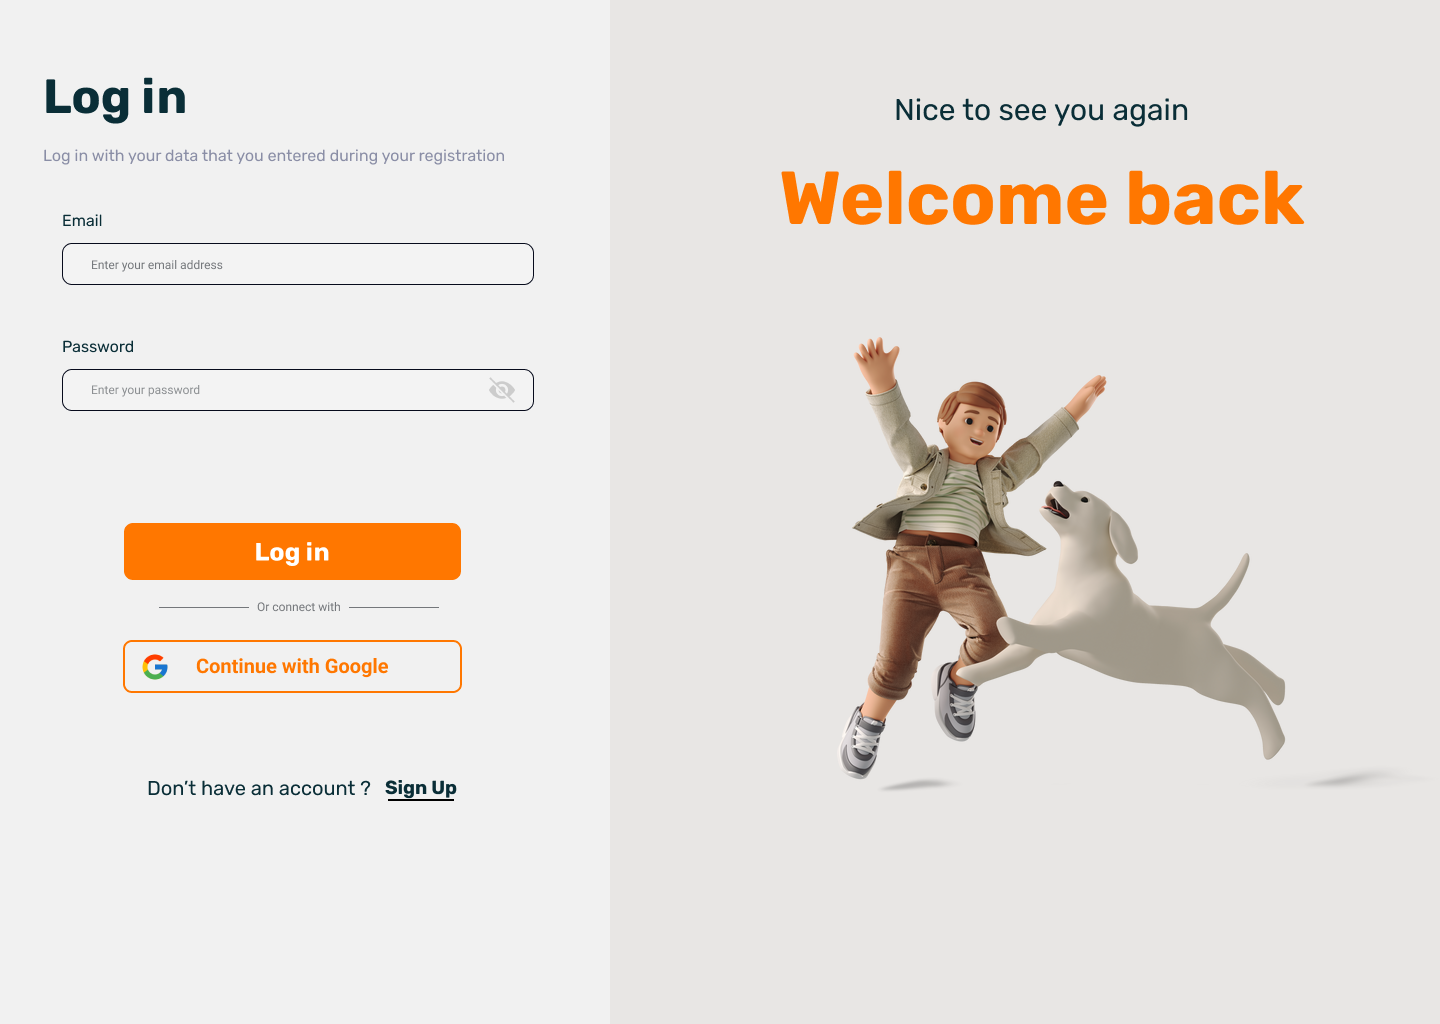 Log in
Log in with your data that you entered during your registration
Email
Enter your email address
Password
Enter your password
Log in
Or connect with
Continue with Google
Don’t have an account ? Sign Up
Nice to see you again
Welcome back